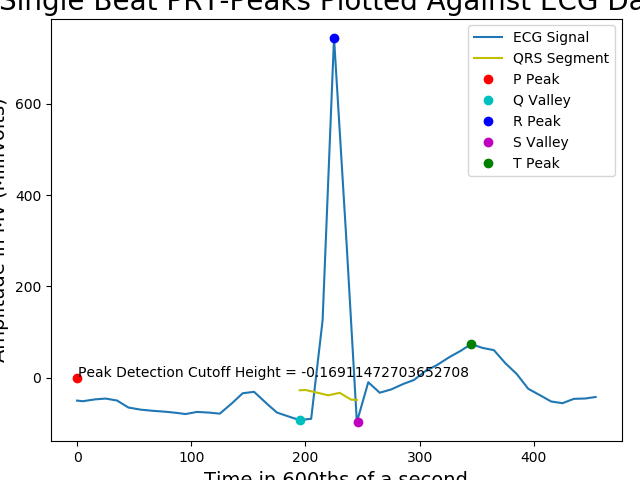 Single Beat PRT-Peaks Plotted Against ECG Da
ECG Signal
QRS Segment
P Peak
Q Valley
R Peak
S Valley
T Peak
Amplitude in MV (Millivolts)
600
400
200
0
Peak Detection Cutoff Height = -0.16911472703652708
0
100
200
300
400
Time in 600ths of a second